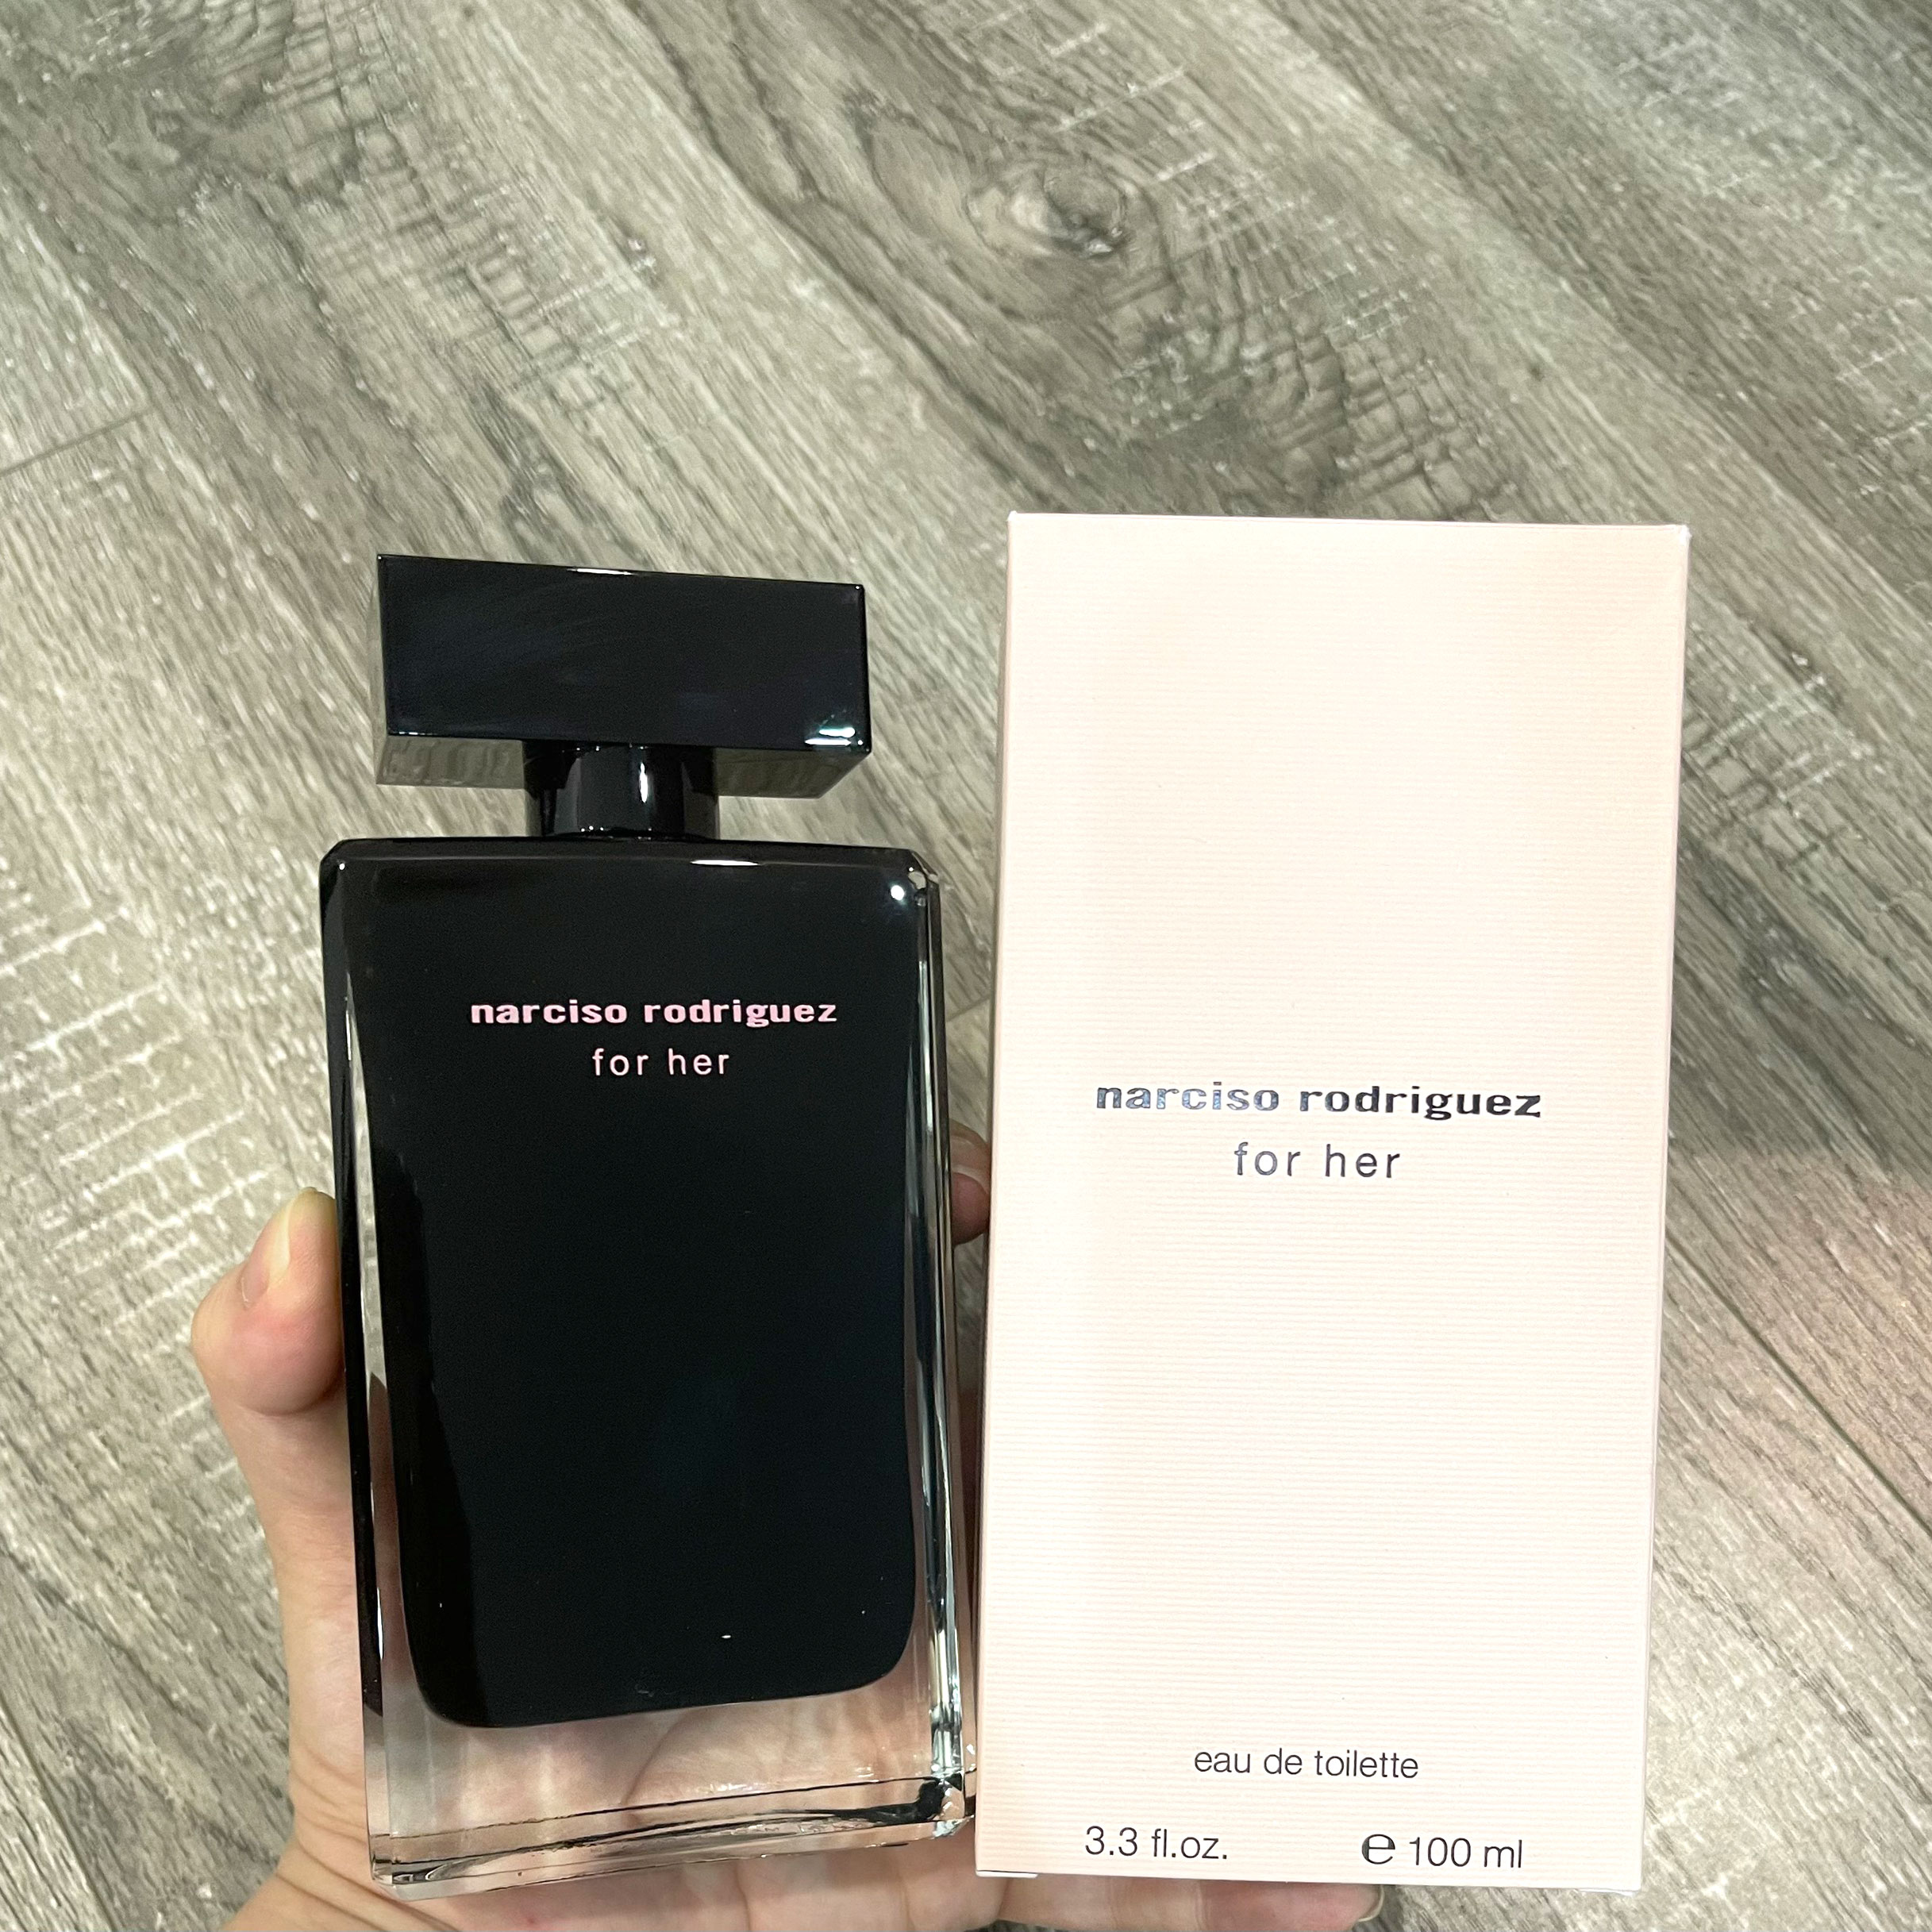 narciso rodriguez
for her
narciso rodriguez
for her
eau de toilette
3.3 fl.oz. ℮ 100 ml